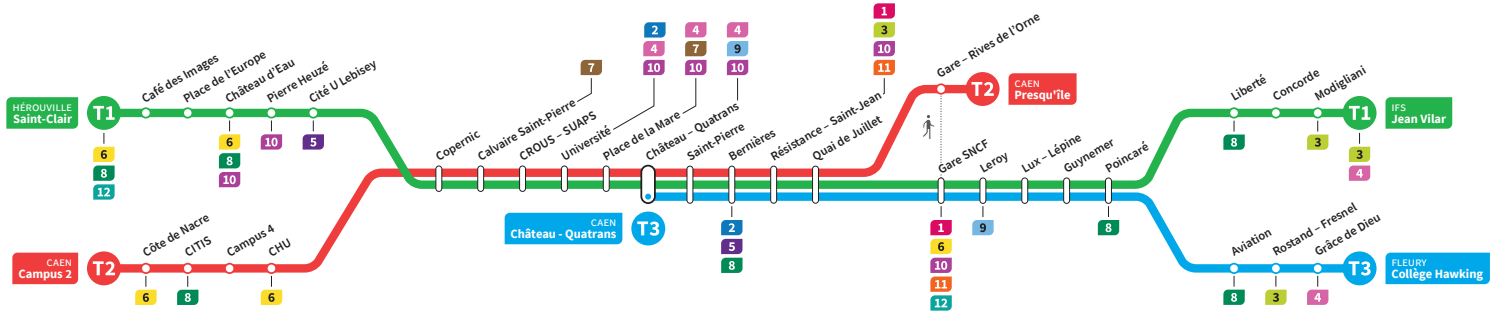 HÉROUVILLE
Saint-Clair
T1
Café des Images
Place de l'Europe
Château d'Eau
Pierre Heuzé
Cité U Lebisey
6
8
12
6
8
10
10
5
CAEN
Campus 2
T2
Côte de Nacre
CITIS
Campus 4
CHU
6
8
6
Copernic
Calvaire Saint-Pierre
7
CROUS – SUAPS
Université
2
4
10
Place de la Mare
4
7
10
Château – Quatrans
4
9
10
CAEN
Château - Quatrans
T3
Saint-Pierre
Bernières
2
5
8
Résistance – Saint-Jean
1
3
10
11
Quai de Juillet
Gare – Rives de l'Orne
T2
CAEN
Presqu'île
Gare SNCF
1
6
10
11
12
Leroy
9
Lux – Lépine
Guynemer
Poincaré
8
Liberté
8
Concorde
Modigliani
3
T1
3
4
IFS
Jean Vilar
Aviation
8
Rostand – Fresnel
3
Grâce de Dieu
4
T3
FLEURY
Collège Hawking